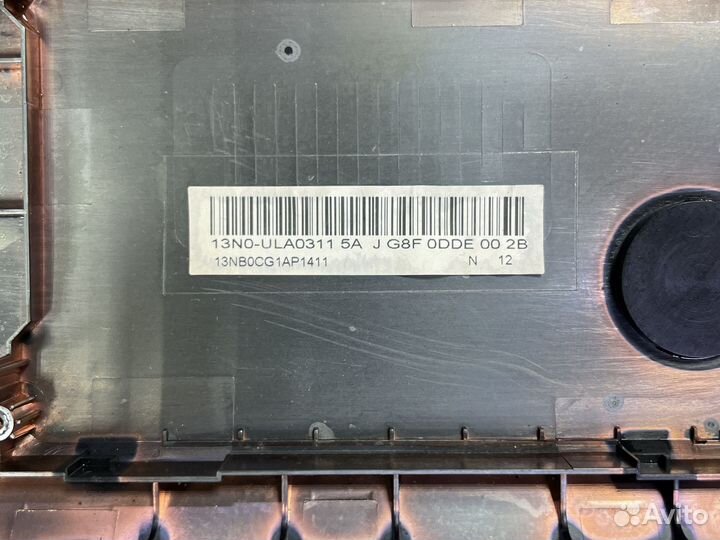 13N0-ULA0311 5A J G8F 0DDE 00 2B
13NB0CG1AP1411 N 12
Avito